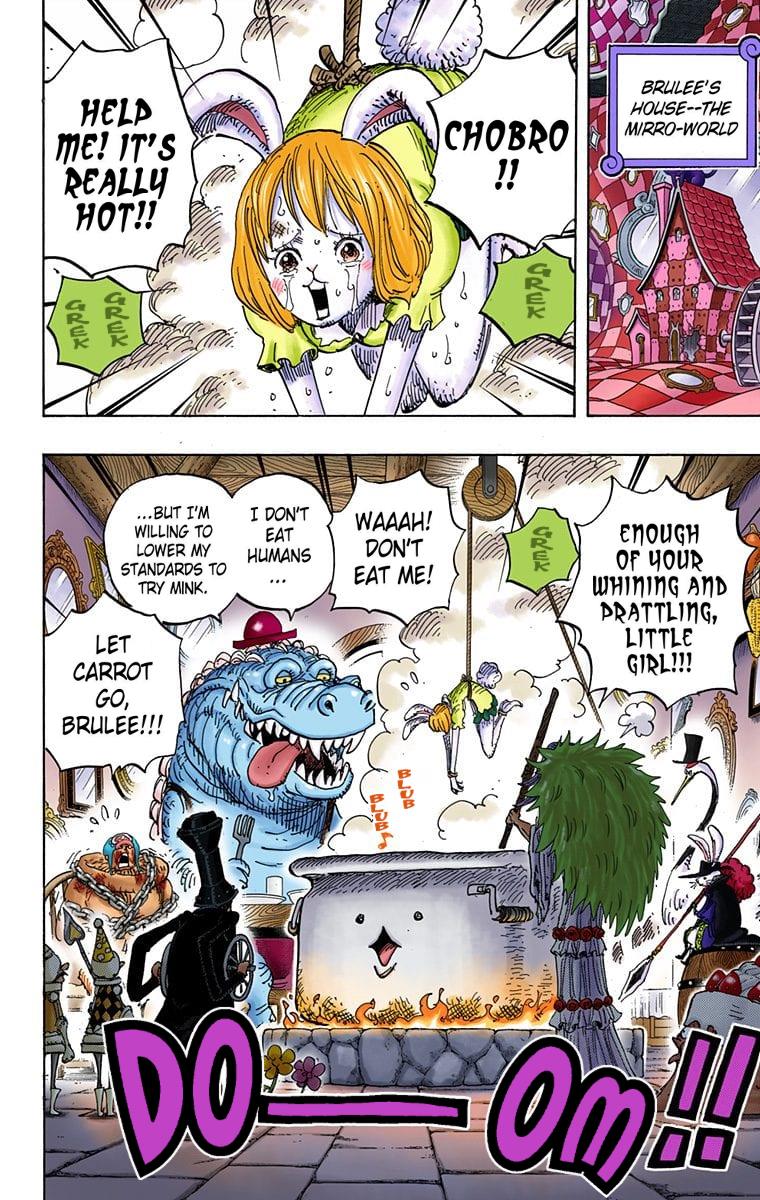 BRULEE'S
HOUSE--THE
MIRRO-WORLD
CHOBRO
!!
HELP
ME! IT'S
REALLY
HOT!!
GREK
GREK
GREK
ENOUGH
OF YOUR
WHINING AND
PRATTLING,
LITTLE
GIRL!!!
GREK
WAAAH!
DON'T
EAT ME!
I DON'T
EAT
HUMANS
...
...BUT I'M
WILLING TO
LOWER MY
STANDARDS TO
TRY MINK.
LET
CARROT
GO,
BRULEE!!!
BLUB
BLUB♪
DO—OM!!